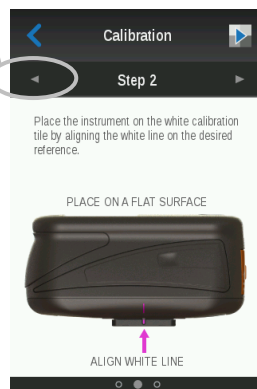 Calibration
Step 2
Place the instrument on the white calibration
tile by aligning the white line on the desired
reference.
PLACE ON A FLAT SURFACE
ALIGN WHITE LINE